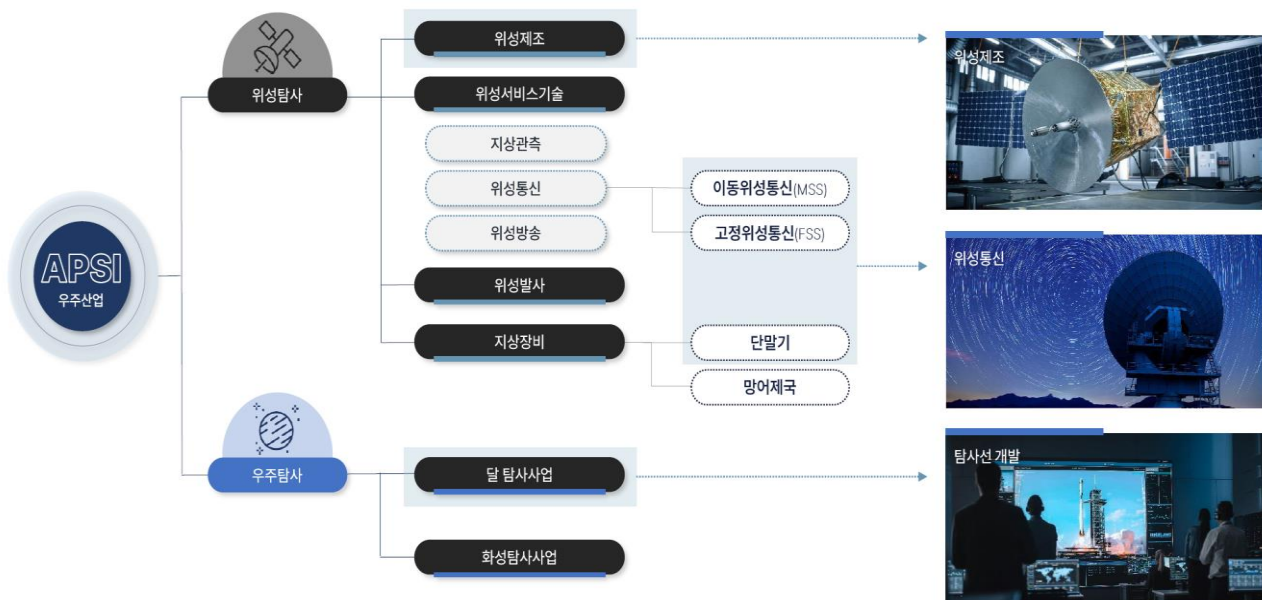 APSI
우주산업
위성탐사
위성제조
위성서비스기술
지상관측
위성통신
위성방송
위성발사
지상장비
이동위성통신(MSS)
고정위성통신(FSS)
단말기
망어제국
우주탐사
달 탐사사업
화성탐사사업
위성제조
위성통신
탐사선 개발